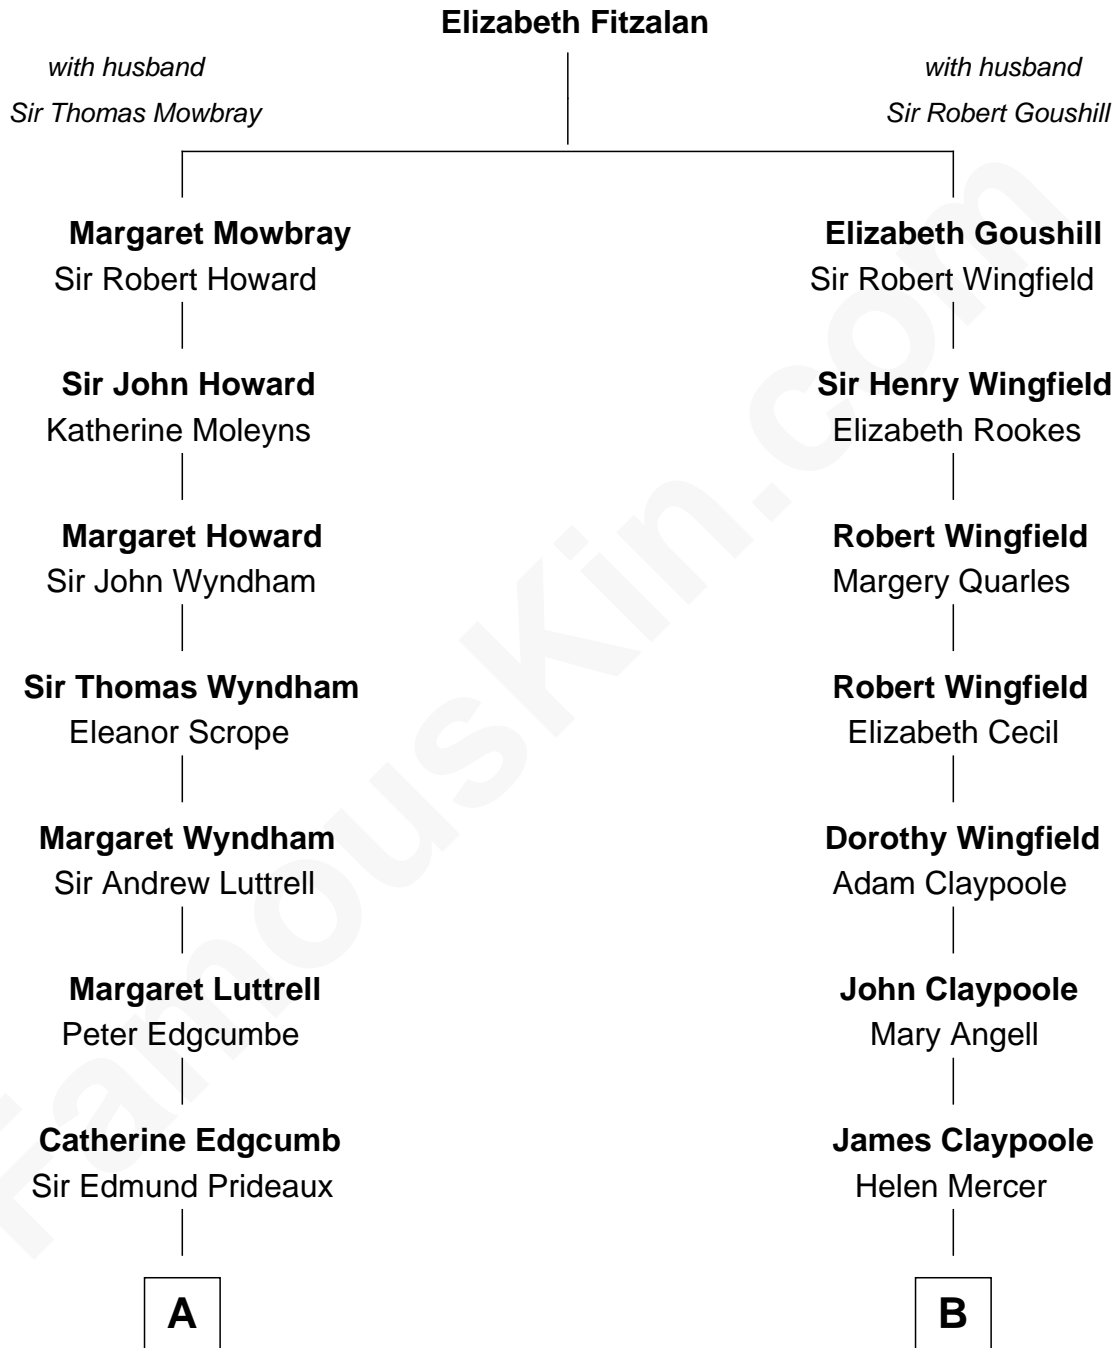 Elizabeth Fitzalan
with husband
Sir Thomas Mowbray
with husband
Sir Robert Goushill
Margaret Mowbray
Sir Robert Howard
Elizabeth Goushill
Sir Robert Wingfield
Sir John Howard
Katherine Moleyns
Sir Henry Wingfield
Elizabeth Rookes
Margaret Howard
Sir John Wyndham
Robert Wingfield
Margery Quarles
Sir Thomas Wyndham
Eleanor Scrope
Robert Wingfield
Elizabeth Cecil
Margaret Wyndham
Sir Andrew Luttrell
Dorothy Wingfield
Adam Claypoole
Margaret Luttrell
Peter Edgcumbe
John Claypoole
Mary Angell
Catherine Edgcumb
Sir Edmund Prideaux
James Claypoole
Helen Mercer
A
B
FamousKin.com